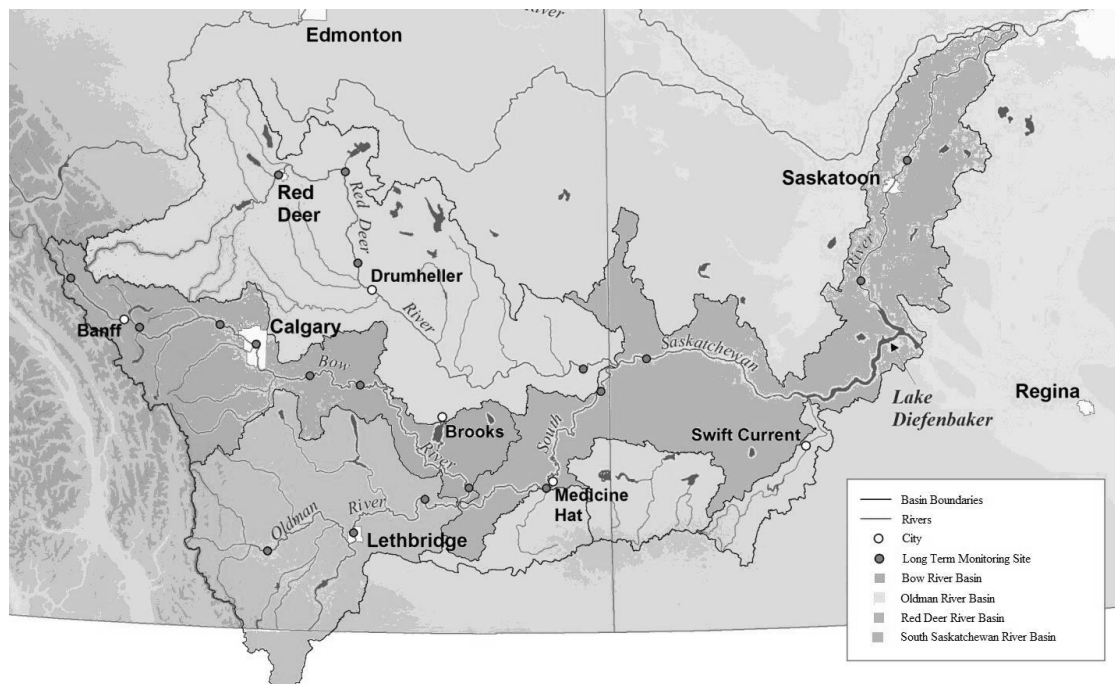 River
Edmonton
Saskatoon
Red
Deer
Red Deer
River
Drumheller
River
Banff
Calgary
Bow
Saskatchewan
Lake
Diefenbaker
Regina
Brooks
River
South
Swift Current
Medicine
Hat
Oldman
River
Lethbridge
Basin Boundaries
Rivers
City
Long Term Monitoring Site
Bow River Basin
Oldman River Basin
Red Deer River Basin
South Saskatchewan River Basin